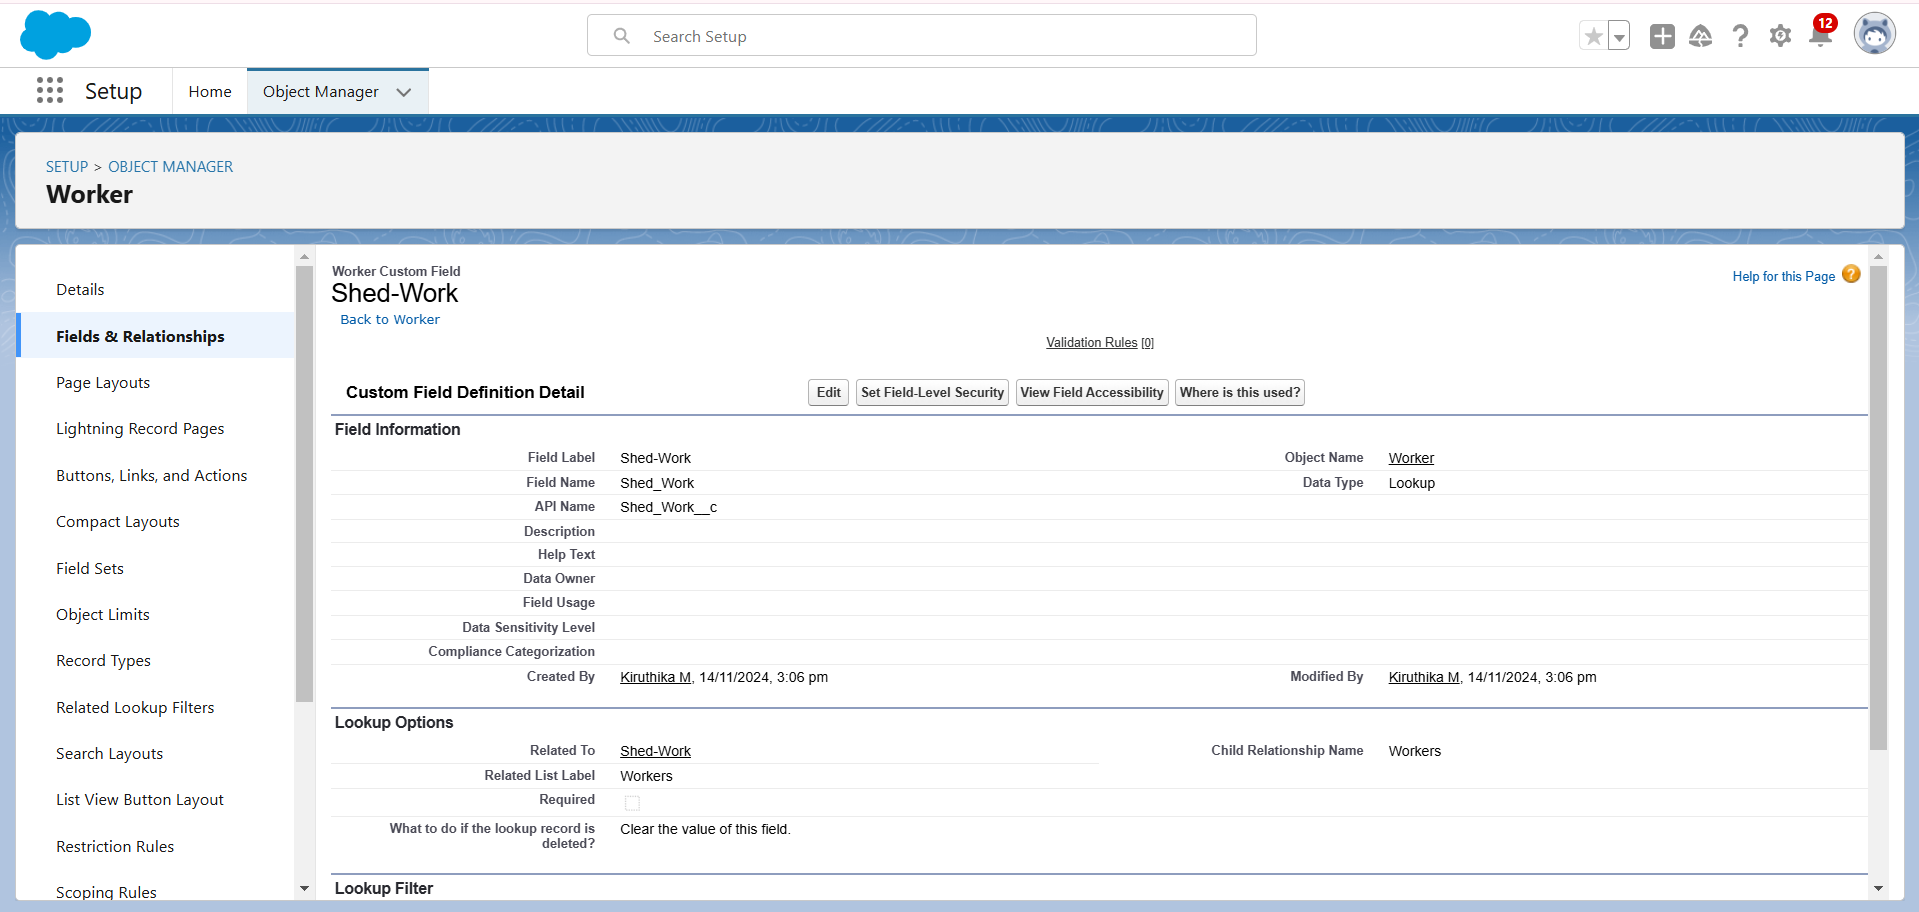 Search Setup
12
Setup
Home
Object Manager
SETUP > OBJECT MANAGER
Worker
Details
Fields & Relationships
Page Layouts
Lightning Record Pages
Buttons, Links, and Actions
Compact Layouts
Field Sets
Object Limits
Record Types
Related Lookup Filters
Search Layouts
List View Button Layout
Restriction Rules
Scoping Rules
Worker Custom Field
Shed-Work
Back to Worker
Help for this Page ?
Validation Rules [0]
Custom Field Definition Detail
Edit
Set Field-Level Security
View Field Accessibility
Where is this used?
Field Information
Field Label Shed-Work Object Name Worker
Field Name Shed_Work Data Type Lookup
API Name Shed_Work__c
Description
Help Text
Data Owner
Field Usage
Data Sensitivity Level
Compliance Categorization
Created By Kiruthika M, 14/11/2024, 3:06 pm Modified By Kiruthika M, 14/11/2024, 3:06 pm
Lookup Options
Related To Shed-Work Child Relationship Name Workers
Related List Label Workers
Required
What to do if the lookup record is Clear the value of this field.
deleted?
Lookup Filter